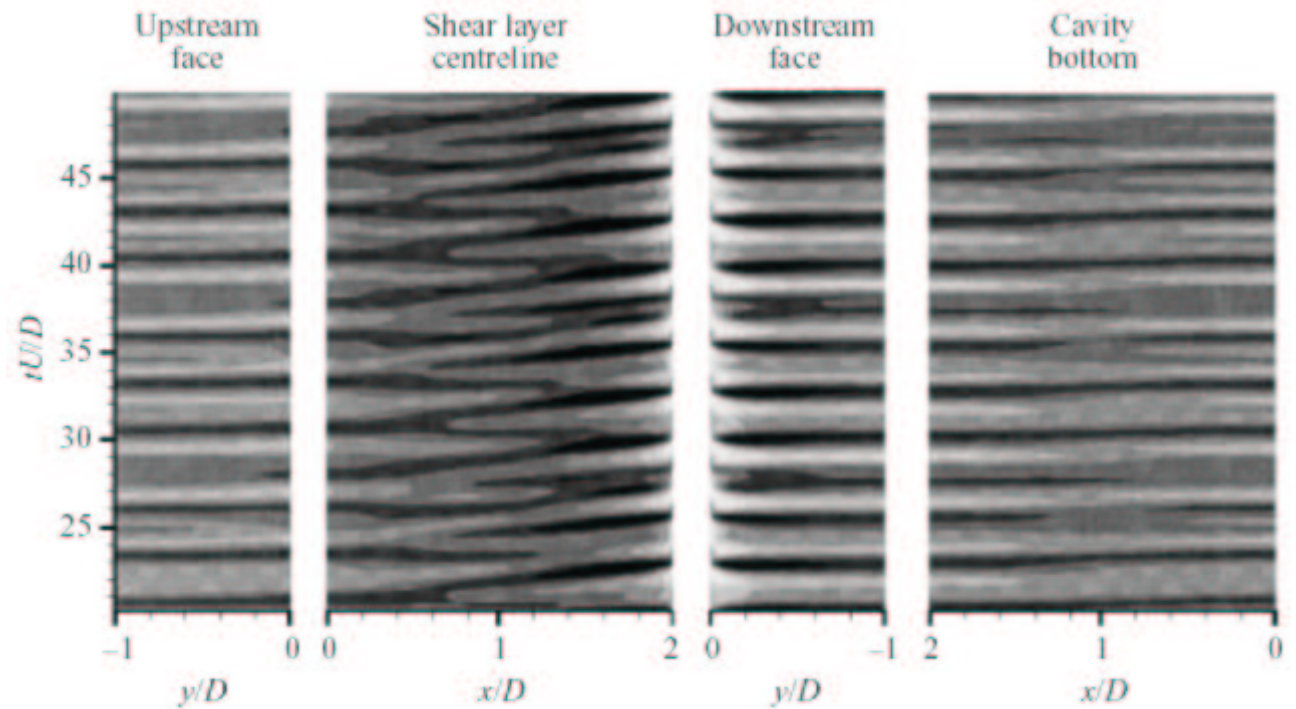 Upstream face
Shear layer centreline
Downstream face
Cavity bottom
tU/D
45
40
35
30
25
−1 0
0 1 2
0 −1
2 1 0
y/D
x/D
y/D
x/D